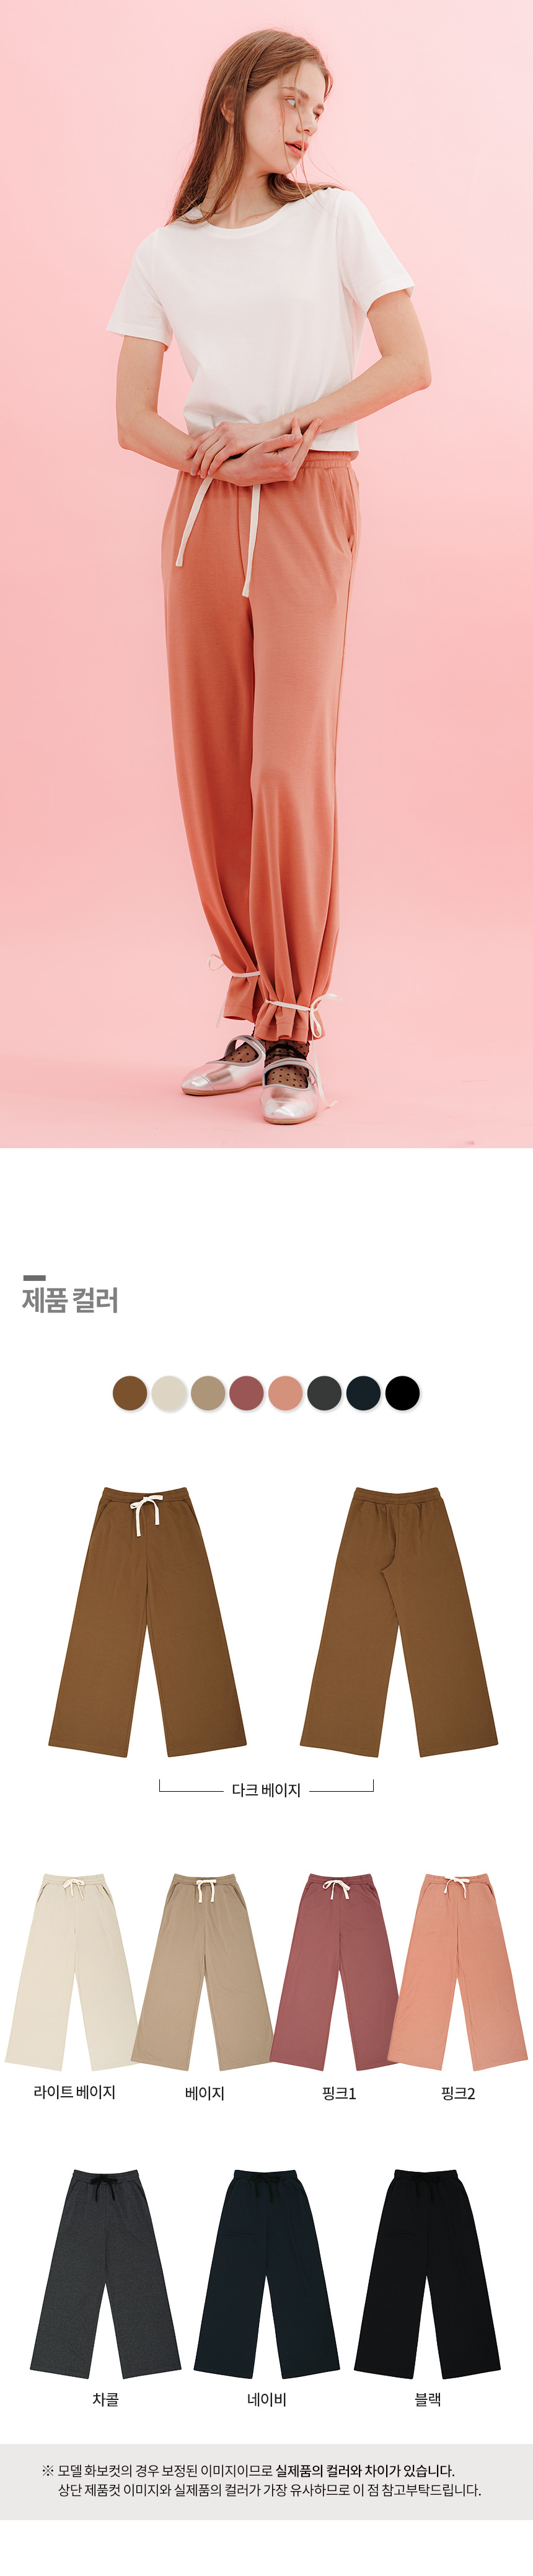 제품 컬러
다크 베이지
라이트 베이지
베이지
핑크1
핑크2
차콜
네이비
블랙
※ 모델 화보컷의 경우 보정된 이미지이므로 실제품의 컬러와 차이가 있습니다.
상단 제품컷 이미지와 실제품의 컬러가 가장 유사하므로 이 점 참고부탁드립니다.